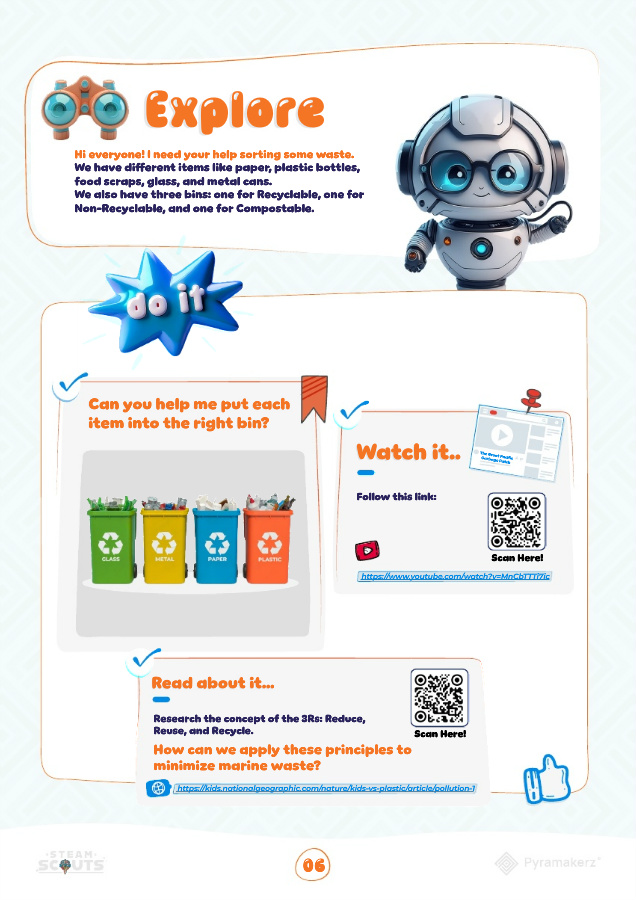 Explore
Hi everyone! I need your help sorting some waste.
We have different items like paper, plastic bottles,
food scraps, glass, and metal cans.
We also have three bins: one for Recyclable, one for
Non-Recyclable, and one for Compostable.
do it
Can you help me put each
item into the right bin?
GLASS
METAL
PAPER
PLASTIC
Watch it..
The Great Pacific
Garbage Patch
Follow this link:
Scan Here!
https://www.youtube.com/watch?v=MnCbTTTi7ic
Read about it...
Research the concept of the 3Rs: Reduce,
Reuse, and Recycle.
Scan Here!
How can we apply these principles to
minimize marine waste?
https://kids.nationalgeographic.com/nature/kids-vs-plastic/article/pollution-1
STEAM
SCOUTS
06
Pyramakerz